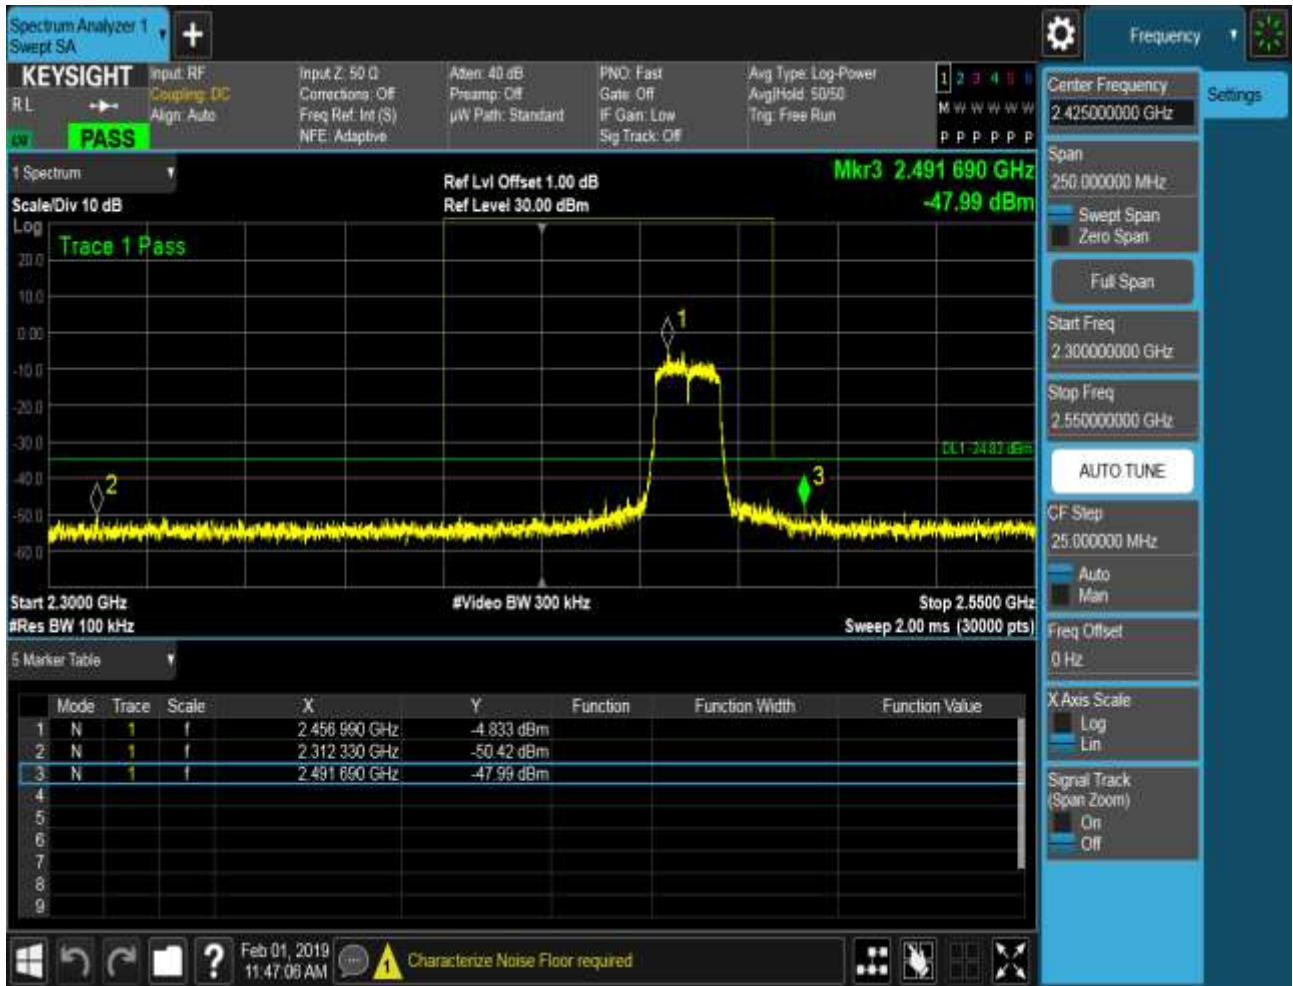 Spectrum Analyzer 1
Swept SA
+
Frequency
KEYSIGHT
Input: RF
Coupling: DC
Align: Auto
Input Z: 50 Ω
Corrections: Off
Freq Ref: Int (S)
NFE: Adaptive
Atten: 40 dB
Preamp: Off
µW Path: Standard
PNO: Fast
Gate: Off
IF Gain: Low
Sig Track: Off
Avg Type: Log-Power
Avg|Hold: 50/50
Trig: Free Run
1 2 3 4 5 6
M W W W W W
P P P P P P
R L
PASS
1 Spectrum
Scale/Div 10 dB
Ref Lvl Offset 1.00 dB
Ref Level 30.00 dBm
Mkr3 2.491 690 GHz
-47.99 dBm
Log
Trace 1 Pass
20.0
10.0
0.00
-10.0
-20.0
-30.0
-40.0
-50.0
-60.0
1
2
3
DL1 -24.83 dBm
Start 2.3000 GHz
#Res BW 100 kHz
#Video BW 300 kHz
Stop 2.5500 GHz
Sweep 2.00 ms (30000 pts)
5 Marker Table
Mode Trace Scale X Y Function Function Width Function Value
1 N 1 f 2.456 990 GHz -4.833 dBm
2 N 1 f 2.312 330 GHz -50.42 dBm
3 N 1 f 2.491 690 GHz -47.99 dBm
4
5
6
7
8
9
Center Frequency
2.425000000 GHz
Settings
Span
250.000000 MHz
Swept Span
Zero Span
Full Span
Start Freq
2.300000000 GHz
Stop Freq
2.550000000 GHz
AUTO TUNE
CF Step
25.000000 MHz
Auto
Man
Freq Offset
0 Hz
X Axis Scale
Log
Lin
Signal Track
(Span Zoom)
On
Off
?
Feb 01, 2019
11:47:06 AM
1
Characterize Noise Floor required